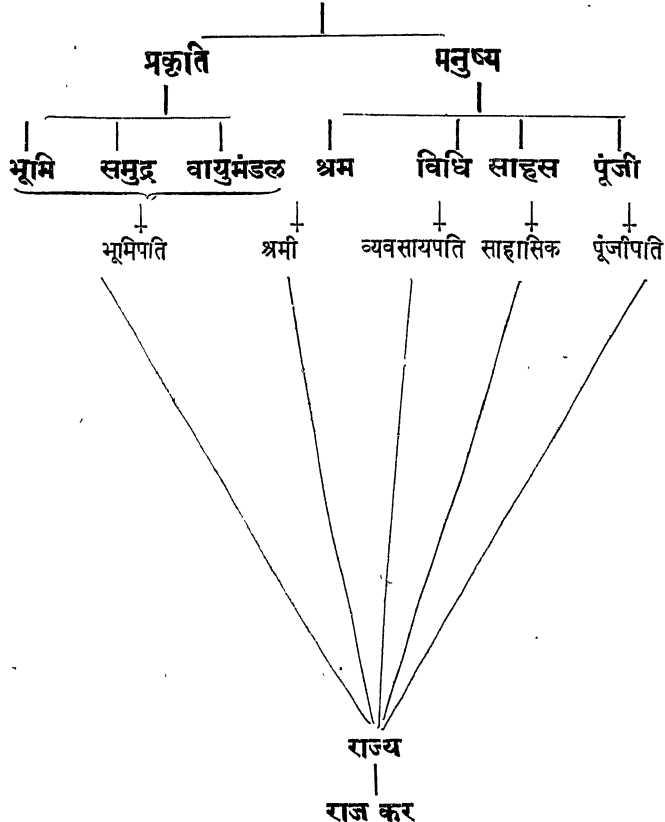 प्रकृति मनुष्य
भूमि समुद्र वायुमंडल श्रम विधि साहस पूंजी
भूमिपति श्रमी व्यवसायपति साहासिक पूंजीपति
राज्य
राज कर